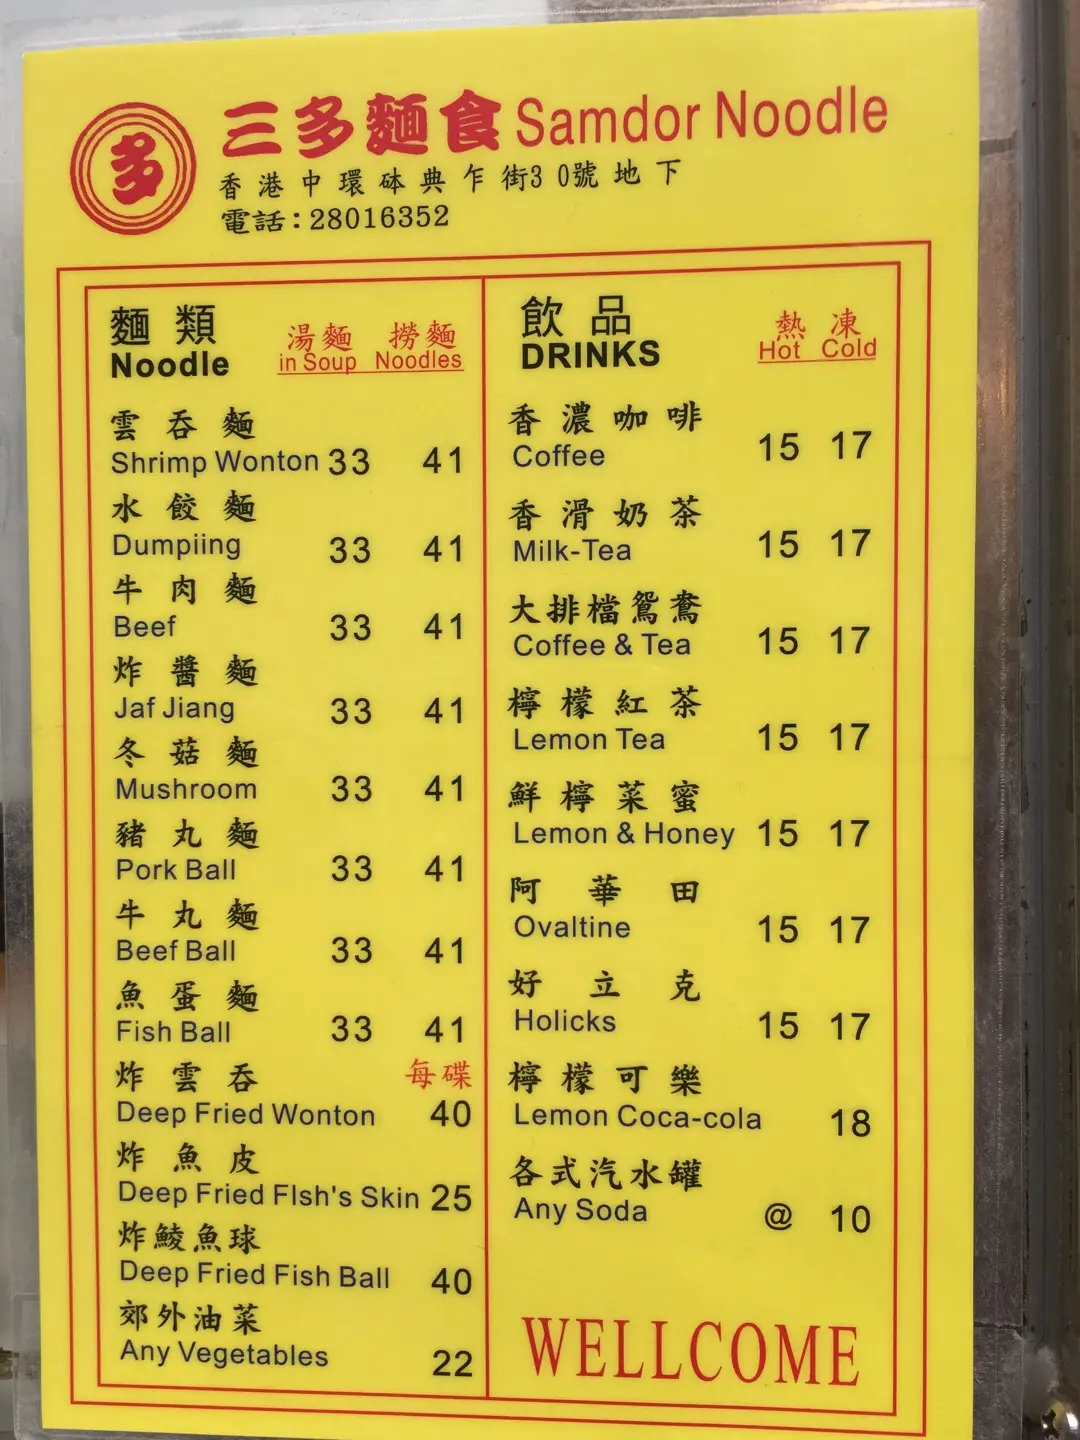 多
三多麵食 Samdor Noodle
香港中環砵典乍街30號地下
電話:28016352
麵類 湯麵 撈麵
Noodle in Soup Noodles
雲吞麵
Shrimp Wonton 33 41
水餃麵
Dumpiing 33 41
牛肉麵
Beef 33 41
炸醬麵
Jaf Jiang 33 41
冬菇麵
Mushroom 33 41
豬丸麵
Pork Ball 33 41
牛丸麵
Beef Ball 33 41
魚蛋麵
Fish Ball 33 41
炸雲吞 每碟
Deep Fried Wonton 40
炸魚皮
Deep Fried FIsh's Skin 25
炸鯪魚球
Deep Fried Fish Ball 40
郊外油菜
Any Vegetables 22
飲品 熱 凍
DRINKS Hot Cold
香濃咖啡
Coffee 15 17
香滑奶茶
Milk-Tea 15 17
大排檔鴛鴦
Coffee & Tea 15 17
檸檬紅茶
Lemon Tea 15 17
鮮檸菜蜜
Lemon & Honey 15 17
阿華田
Ovaltine 15 17
好立克
Holicks 15 17
檸檬可樂
Lemon Coca-cola 18
各式汽水罐
Any Soda @ 10
WELLCOME